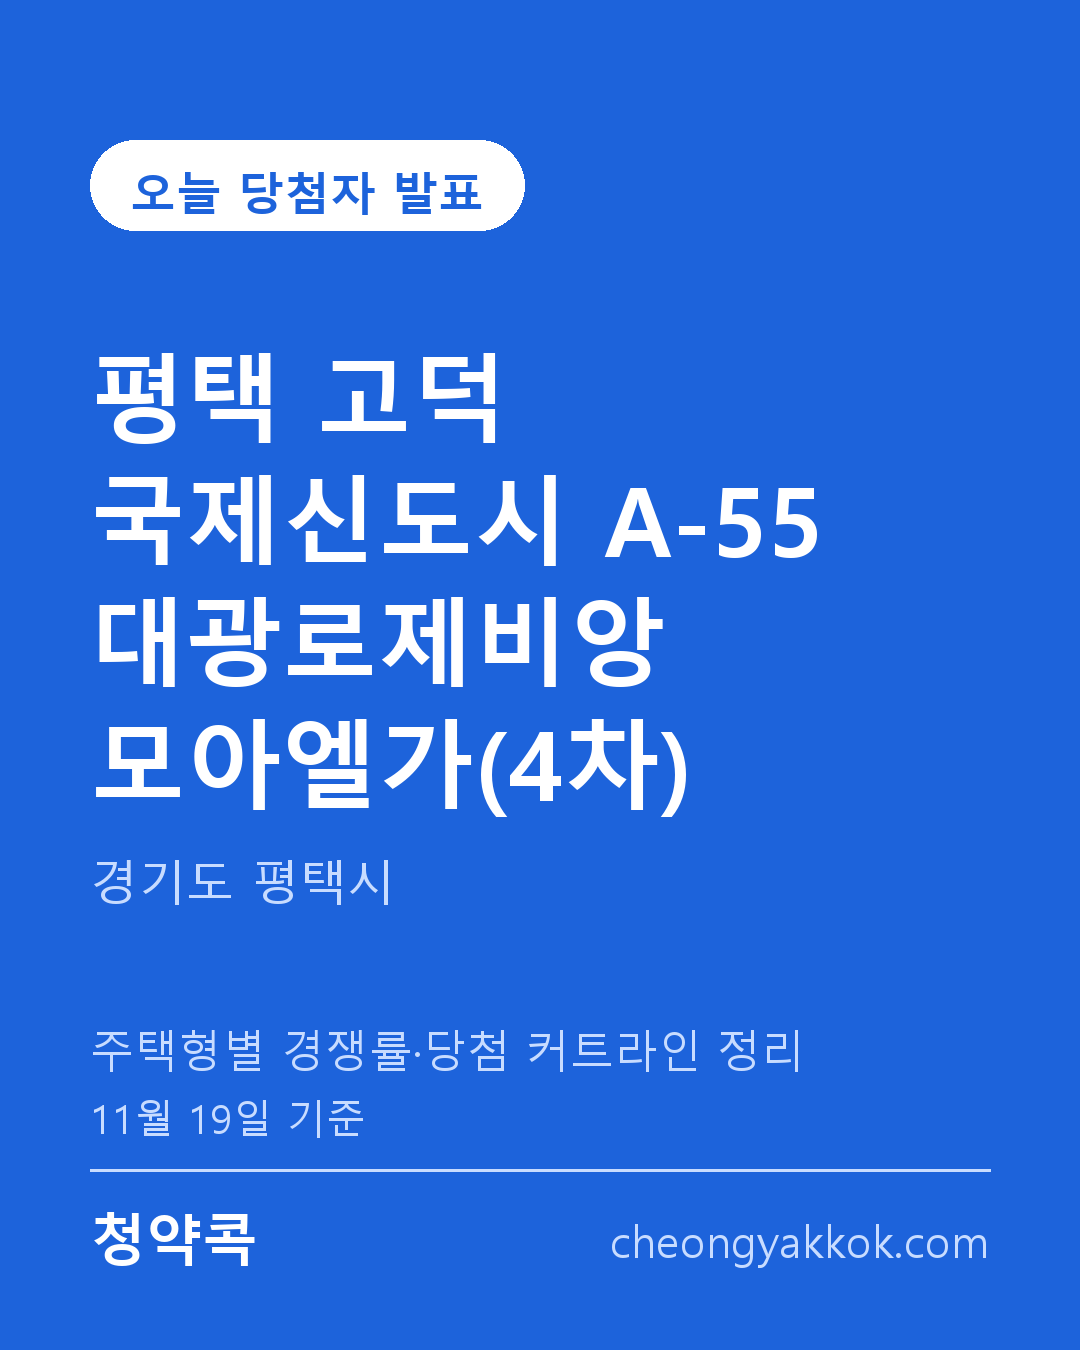 오늘 당첨자 발표
평택 고덕
국제신도시 A-55
대광로제비앙
모아엘가(4차)
경기도 평택시
주택형별 경쟁률·당첨 커트라인 정리
11월 19일 기준
청약콕
cheongyakkok.com